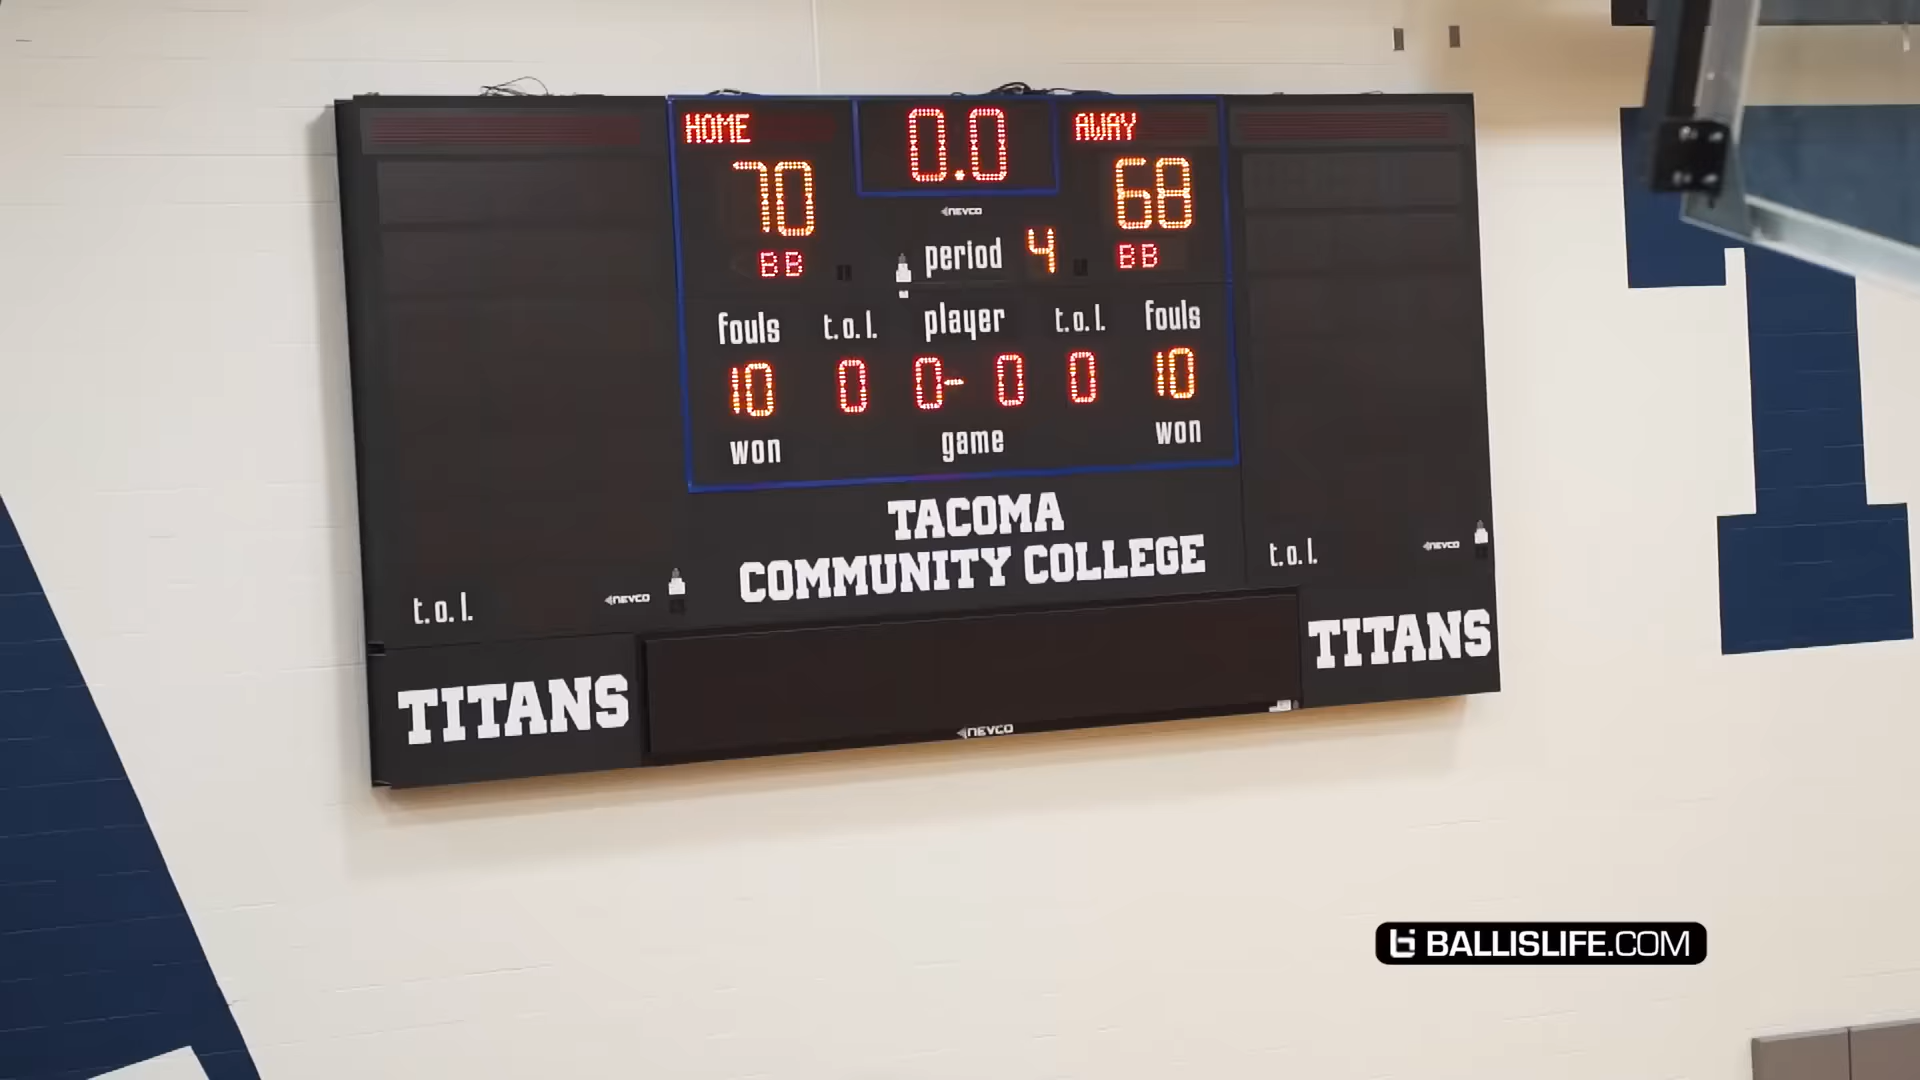 HOME 0.0 AWAY
70 68
NEVCO
BB period 4 BB
fouls t.o.l. player t.o.l. fouls
10 0 0- 0 0 10
won game won
TACOMA
COMMUNITY COLLEGE
t.o.l. NEVCO
t.o.l. NEVCO
TITANS
TITANS
NEVCO
BALLISLIFE.COM